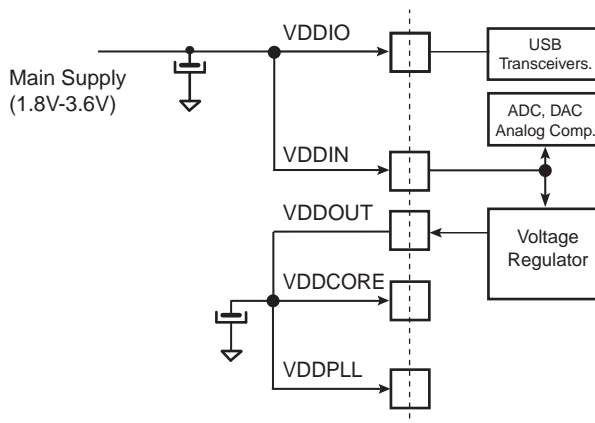 VDDIO
USB
Transceivers.
Main Supply
(1.8V-3.6V)
ADC, DAC
Analog Comp.
VDDIN
VDDOUT
Voltage
Regulator
VDDCORE
VDDPLL